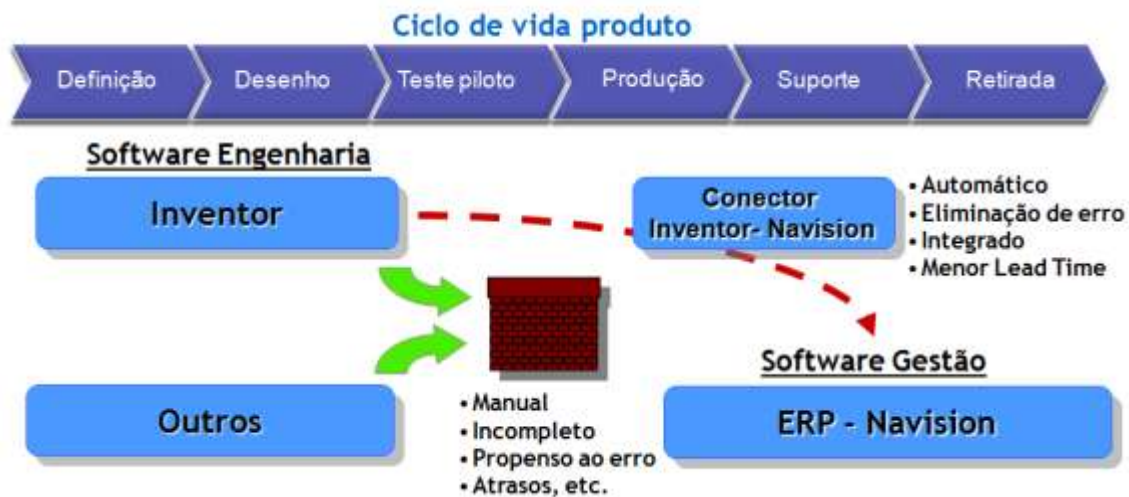 Ciclo de vida produto
Definição
Desenho
Teste piloto
Produção
Suporte
Retirada
Software Engenharia
Inventor
Conector
Inventor- Navision
• Automático
• Eliminação de erro
• Integrado
• Menor Lead Time
Software Gestão
Outros
• Manual
• Incompleto
• Propenso ao erro
• Atrasos, etc.
ERP - Navision